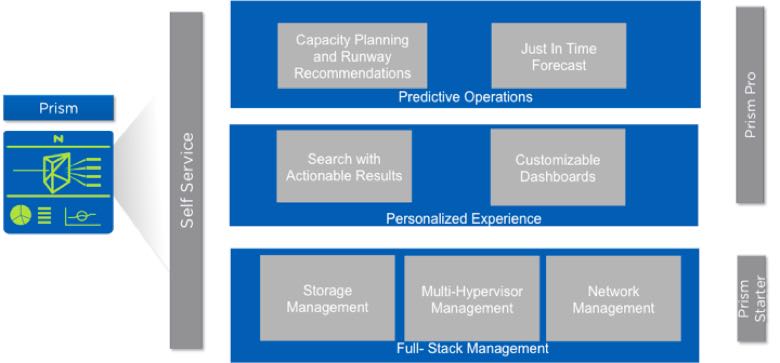 Prism
N
Self Service
Capacity Planning
and Runway
Recommendations
Just In Time
Forecast
Predictive Operations
Search with
Actionable Results
Customizable
Dashboards
Personalized Experience
Prism Pro
Storage
Management
Multi-Hypervisor
Management
Network
Management
Full- Stack Management
Prism
Starter